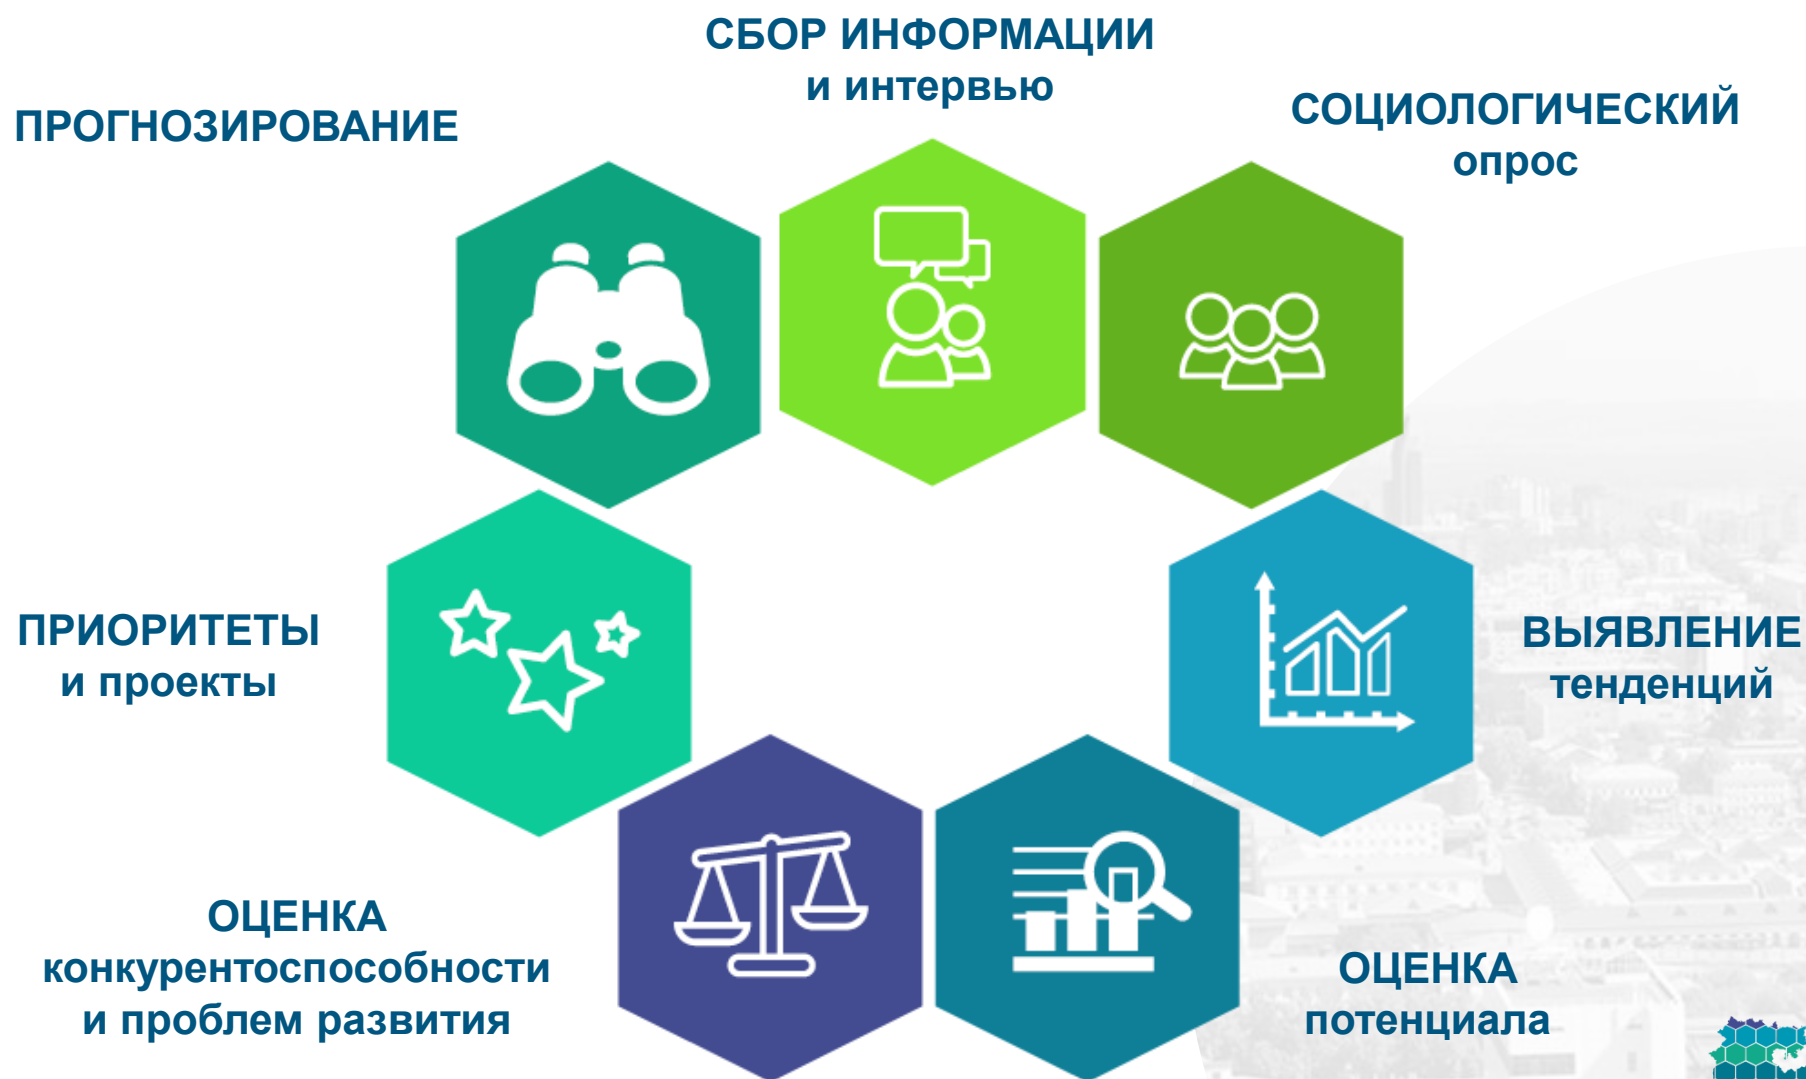 СБОР ИНФОРМАЦИИ
и интервью
ПРОГНОЗИРОВАНИЕ
СОЦИОЛОГИЧЕСКИЙ
опрос
ПРИОРИТЕТЫ
и проекты
ВЫЯВЛЕНИЕ
тенденций
ОЦЕНКА
конкурентоспособности
и проблем развития
ОЦЕНКА
потенциала